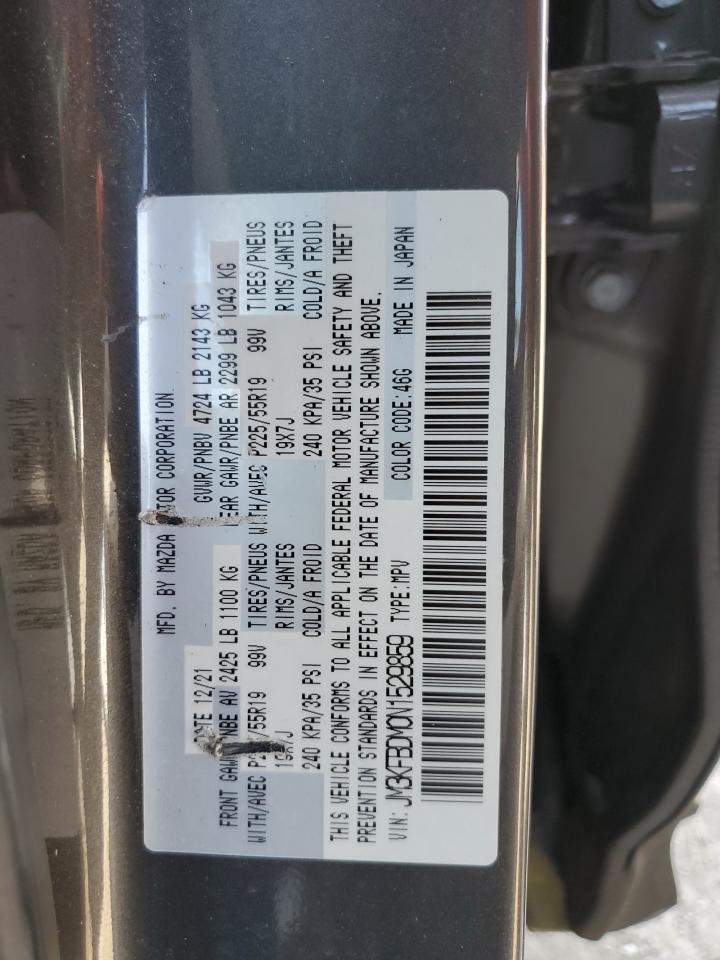 MFD. BY MAZDA MOTOR CORPORATION
DATE 12/21 GVWR/PNBV 4724 LB 2143 KG
FRONT GAWR/PNBE AV 2425 LB 1100 KG REAR GAWR/PNBE AR 2299 LB 1043 KG
WITH/AVEC P225/55R19 99V TIRES/PNEUS WITH/AVEC P225/55R19 99V TIRES/PNEUS
19X7J RIMS/JANTES 19X7J RIMS/JANTES
240 KPA/35 PSI COLD/A FROID 240 KPA/35 PSI COLD/A FROID
THIS VEHICLE CONFORMS TO ALL APPLICABLE FEDERAL MOTOR VEHICLE SAFETY AND THEFT
PREVENTION STANDARDS IN EFFECT ON THE DATE OF MANUFACTURE SHOWN ABOVE.
VIN: JM3KFBDM0N1529859 TYPE:MPV COLOR CODE:46G MADE IN JAPAN